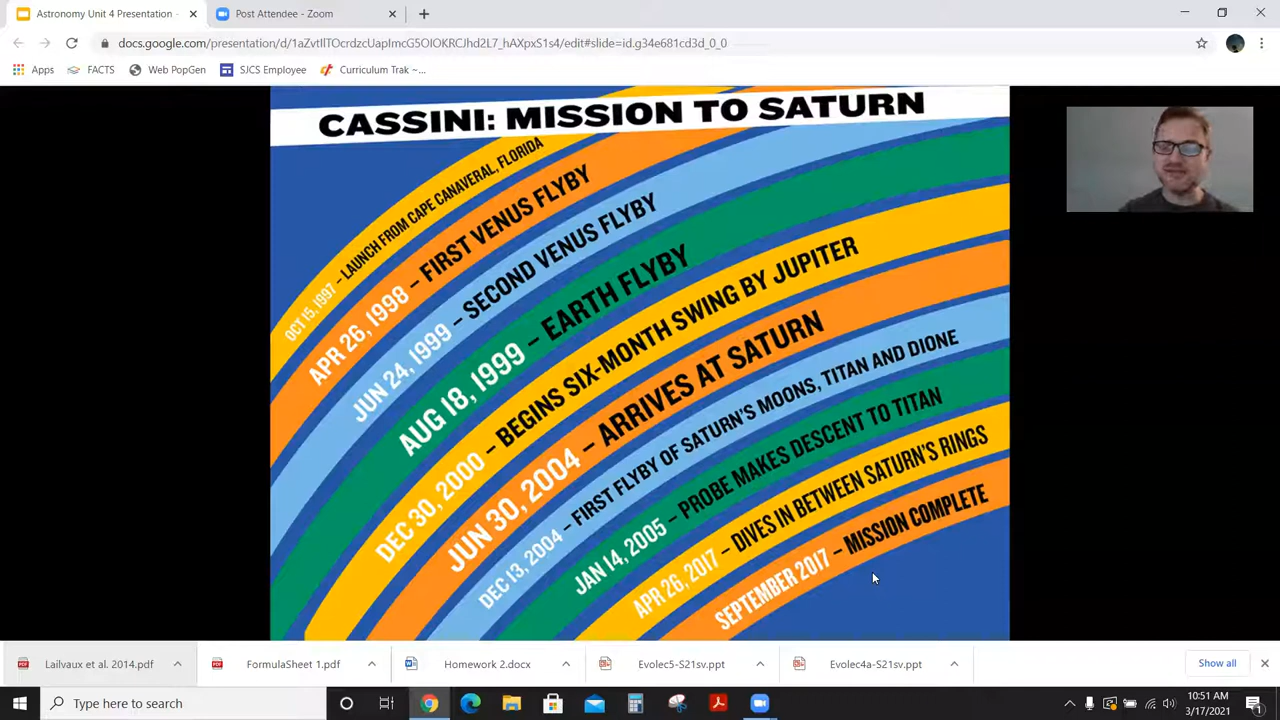 Astronomy Unit 4 Presentation -
Post Attendee - Zoom
docs.google.com/presentation/d/1aZvtIlTOcrdzcUapImcG5OIOKRCJhd2L7_hAXpxS1s4/edit#slide=id.g34e681cd3d_0_0
Apps
FACTS
Web PopGen
SJCS Employee
Curriculum Trak ~...
CASSINI: MISSION TO SATURN
OCT 15, 1997 – LAUNCH FROM CAPE CANAVERAL, FLORIDA
APR 26, 1998 – FIRST VENUS FLYBY
JUN 24, 1999 – SECOND VENUS FLYBY
AUG 18, 1999 – EARTH FLYBY
DEC 30, 2000 – BEGINS SIX-MONTH SWING BY JUPITER
JUN 30, 2004 – ARRIVES AT SATURN
DEC 13, 2004 – FIRST FLYBY OF SATURN'S MOONS, TITAN AND DIONE
JAN 14, 2005 – PROBE MAKES DESCENT TO TITAN
APR 26, 2017 – DIVES IN BETWEEN SATURN'S RINGS
SEPTEMBER 2017 – MISSION COMPLETE
Lailvaux et al. 2014.pdf
FormulaSheet 1.pdf
Homework 2.docx
Evolec5-S21sv.ppt
Evolec4a-S21sv.ppt
Show all
Type here to search
10:51 AM
3/17/2021
1